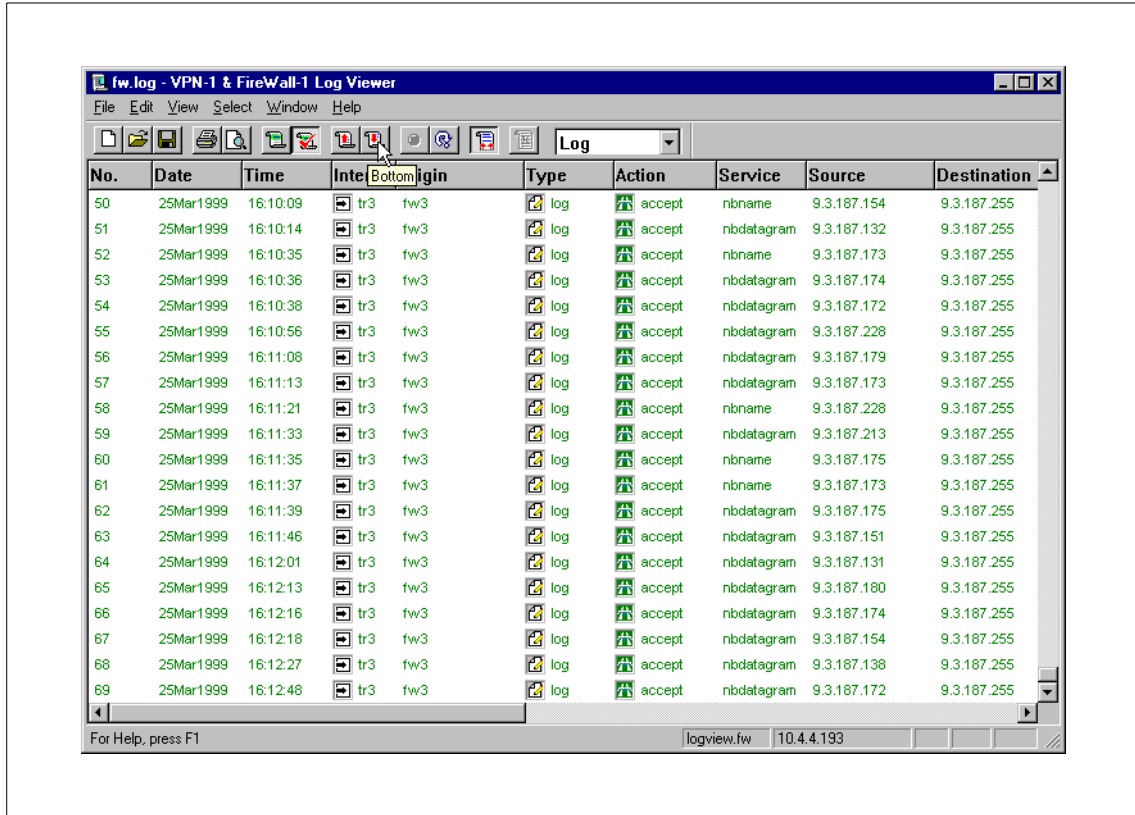 fw.log - VPN-1 & FireWall-1 Log Viewer
File Edit View Select Window Help
Log
No. Date Time Inte Bottom igin Type Action Service Source Destination
50 25Mar1999 16:10:09 tr3 fw3 log accept nbname 9.3.187.154 9.3.187.255
51 25Mar1999 16:10:14 tr3 fw3 log accept nbdatagram 9.3.187.132 9.3.187.255
52 25Mar1999 16:10:35 tr3 fw3 log accept nbname 9.3.187.173 9.3.187.255
53 25Mar1999 16:10:36 tr3 fw3 log accept nbdatagram 9.3.187.174 9.3.187.255
54 25Mar1999 16:10:38 tr3 fw3 log accept nbdatagram 9.3.187.172 9.3.187.255
55 25Mar1999 16:10:56 tr3 fw3 log accept nbdatagram 9.3.187.228 9.3.187.255
56 25Mar1999 16:11:08 tr3 fw3 log accept nbdatagram 9.3.187.179 9.3.187.255
57 25Mar1999 16:11:13 tr3 fw3 log accept nbdatagram 9.3.187.173 9.3.187.255
58 25Mar1999 16:11:21 tr3 fw3 log accept nbname 9.3.187.228 9.3.187.255
59 25Mar1999 16:11:33 tr3 fw3 log accept nbdatagram 9.3.187.213 9.3.187.255
60 25Mar1999 16:11:35 tr3 fw3 log accept nbname 9.3.187.175 9.3.187.255
61 25Mar1999 16:11:37 tr3 fw3 log accept nbname 9.3.187.173 9.3.187.255
62 25Mar1999 16:11:39 tr3 fw3 log accept nbdatagram 9.3.187.175 9.3.187.255
63 25Mar1999 16:11:46 tr3 fw3 log accept nbdatagram 9.3.187.151 9.3.187.255
64 25Mar1999 16:12:01 tr3 fw3 log accept nbdatagram 9.3.187.131 9.3.187.255
65 25Mar1999 16:12:13 tr3 fw3 log accept nbdatagram 9.3.187.180 9.3.187.255
66 25Mar1999 16:12:16 tr3 fw3 log accept nbdatagram 9.3.187.174 9.3.187.255
67 25Mar1999 16:12:18 tr3 fw3 log accept nbdatagram 9.3.187.154 9.3.187.255
68 25Mar1999 16:12:27 tr3 fw3 log accept nbdatagram 9.3.187.138 9.3.187.255
69 25Mar1999 16:12:48 tr3 fw3 log accept nbdatagram 9.3.187.172 9.3.187.255
For Help, press F1 logview.fw 10.4.4.193